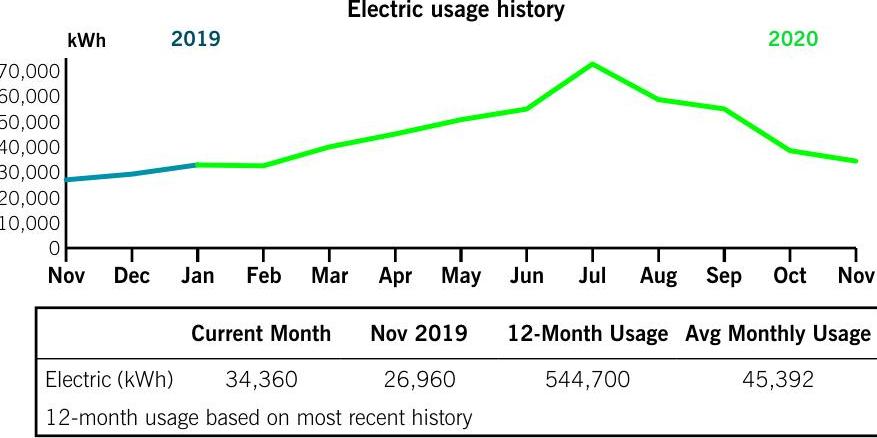 Electric usage history
kWh 2019 2020
70,000
60,000
50,000
40,000
30,000
20,000
10,000
0
Nov Dec Jan Feb Mar Apr May Jun Jul Aug Sep Oct Nov
Current Month Nov 2019 12-Month Usage Avg Monthly Usage
Electric (kWh) 34,360 26,960 544,700 45,392
12-month usage based on most recent history